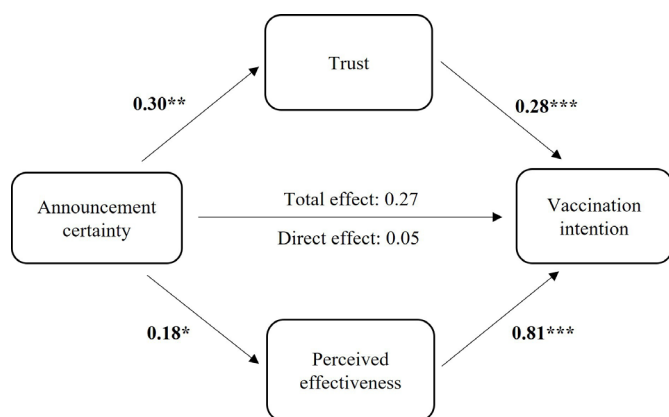 Trust
0.30**
0.28***
Announcement
certainty
Total effect: 0.27
Direct effect: 0.05
Vaccination
intention
0.18*
0.81***
Perceived
effectiveness